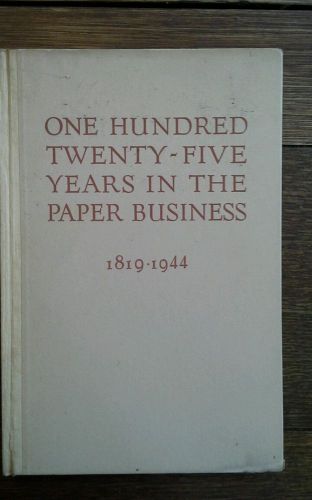 ONE HUNDRED
TWENTY-FIVE
YEARS IN THE
PAPER BUSINESS
1819·1944